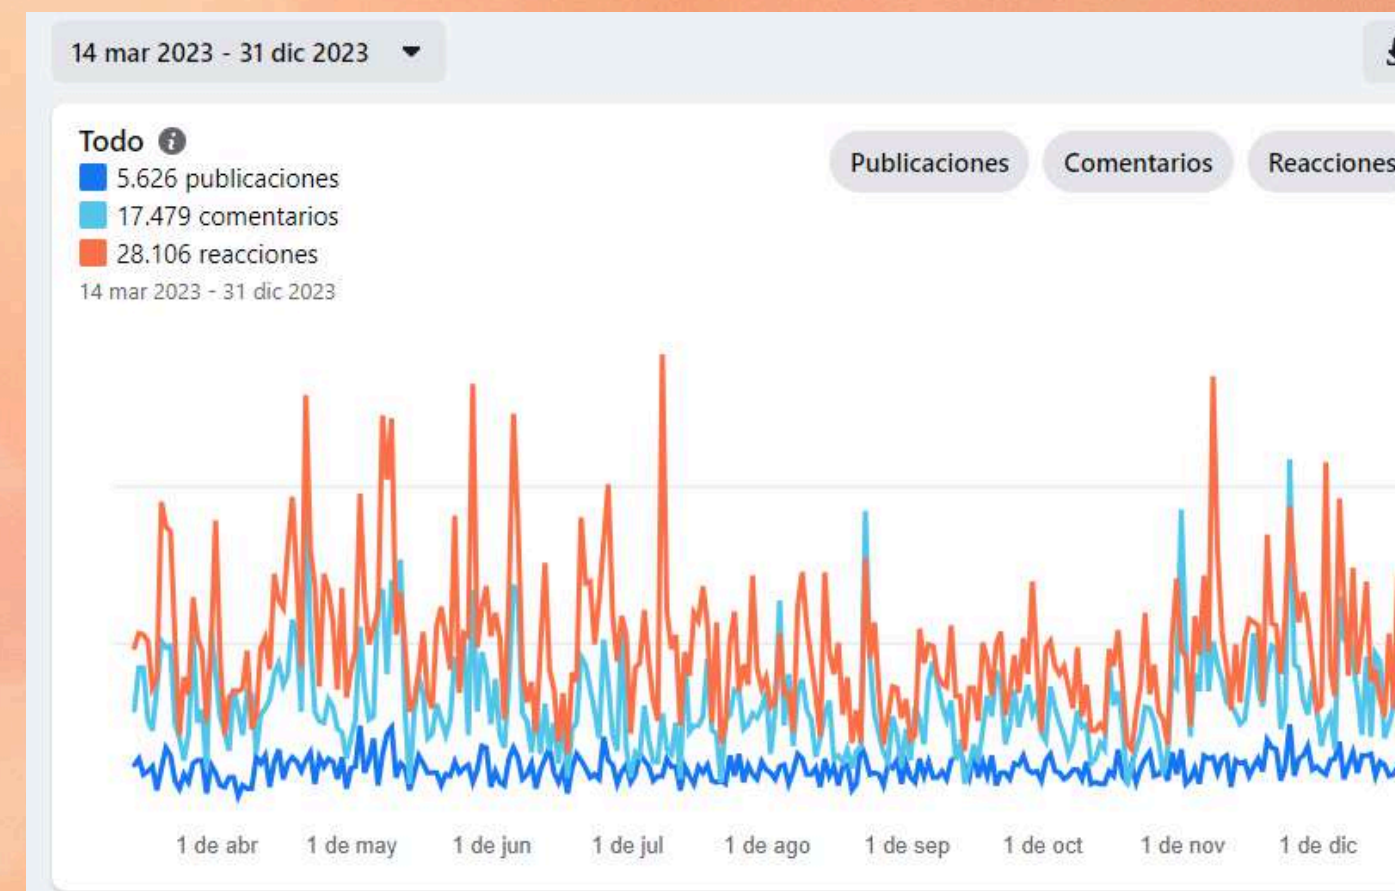 14 mar 2023 - 31 dic 2023
Todo
5.626 publicaciones
17.479 comentarios
28.106 reacciones
14 mar 2023 - 31 dic 2023
Publicaciones Comentarios Reacciones
1 de abr 1 de may 1 de jun 1 de jul 1 de ago 1 de sep 1 de oct 1 de nov 1 de dic